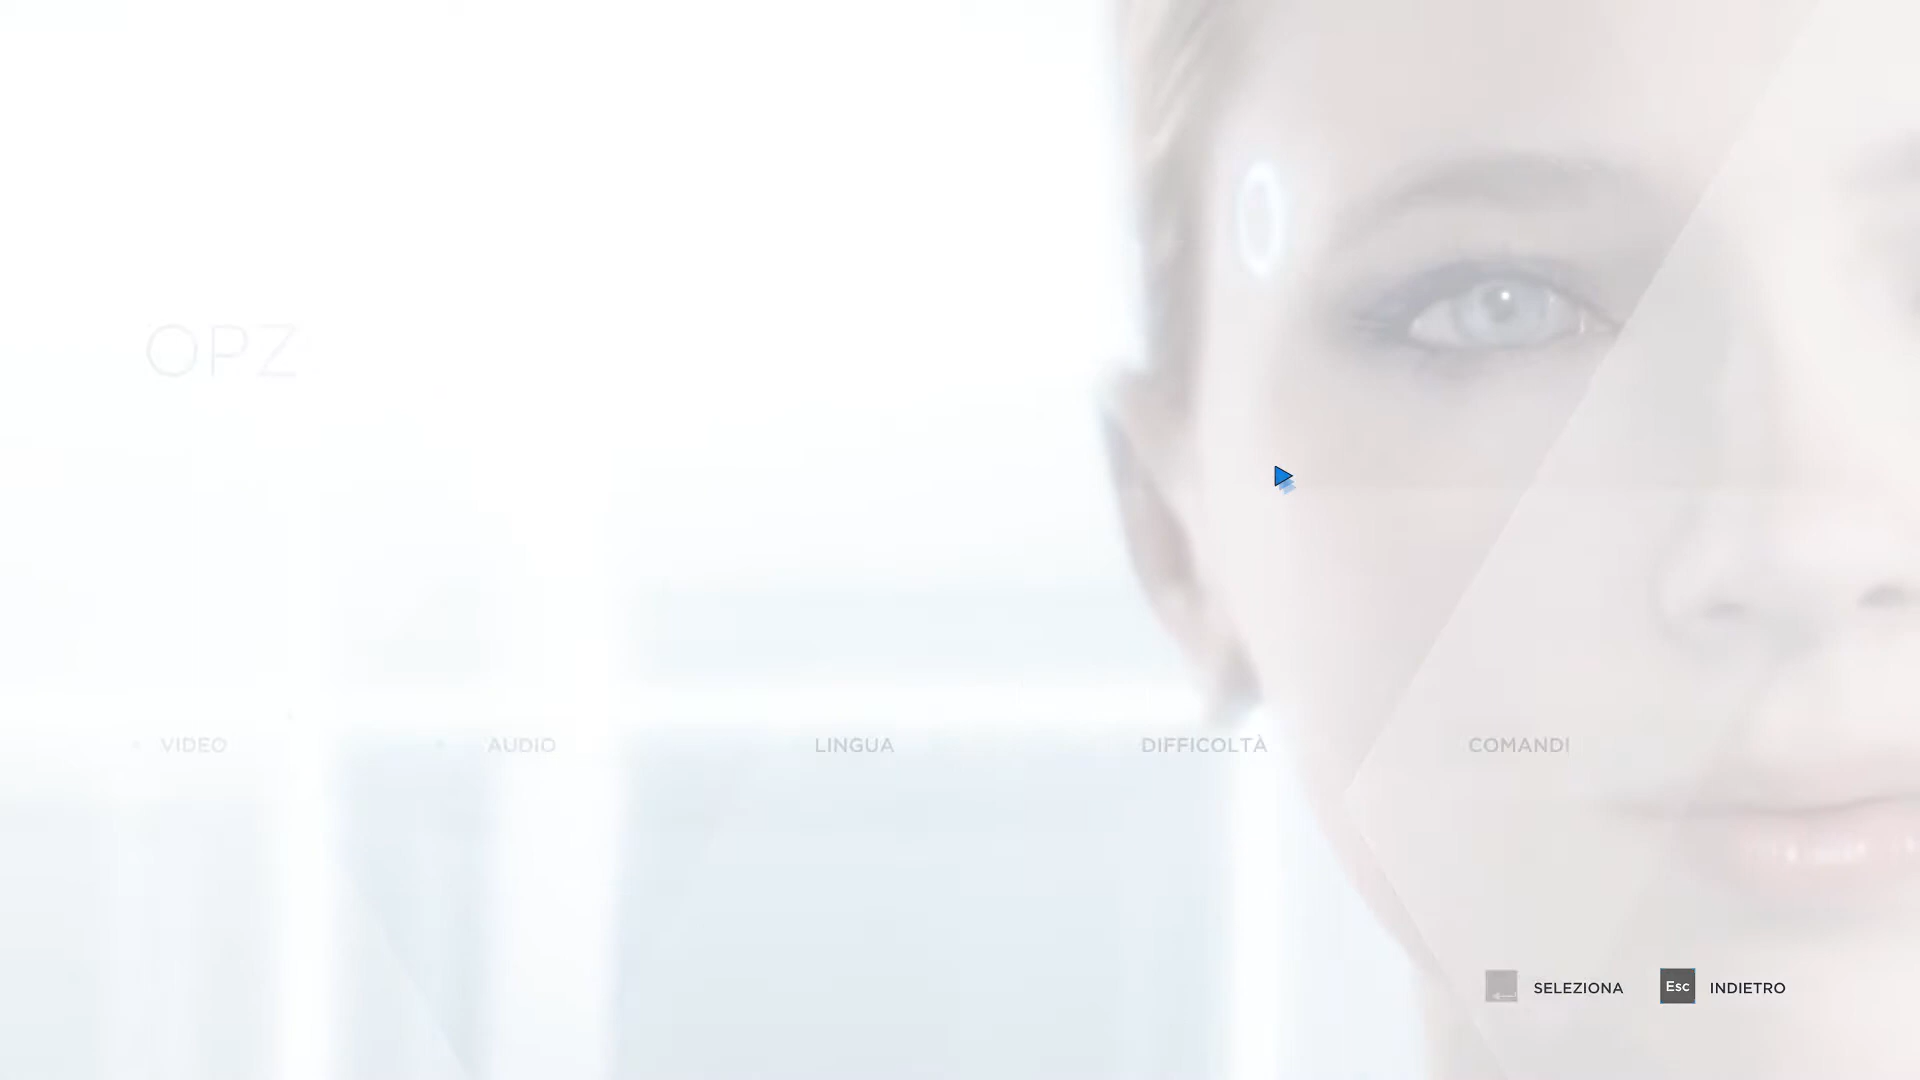 OPZ
VIDEO
AUDIO
LINGUA
DIFFICOLTÀ
COMANDI
SELEZIONA
Esc INDIETRO